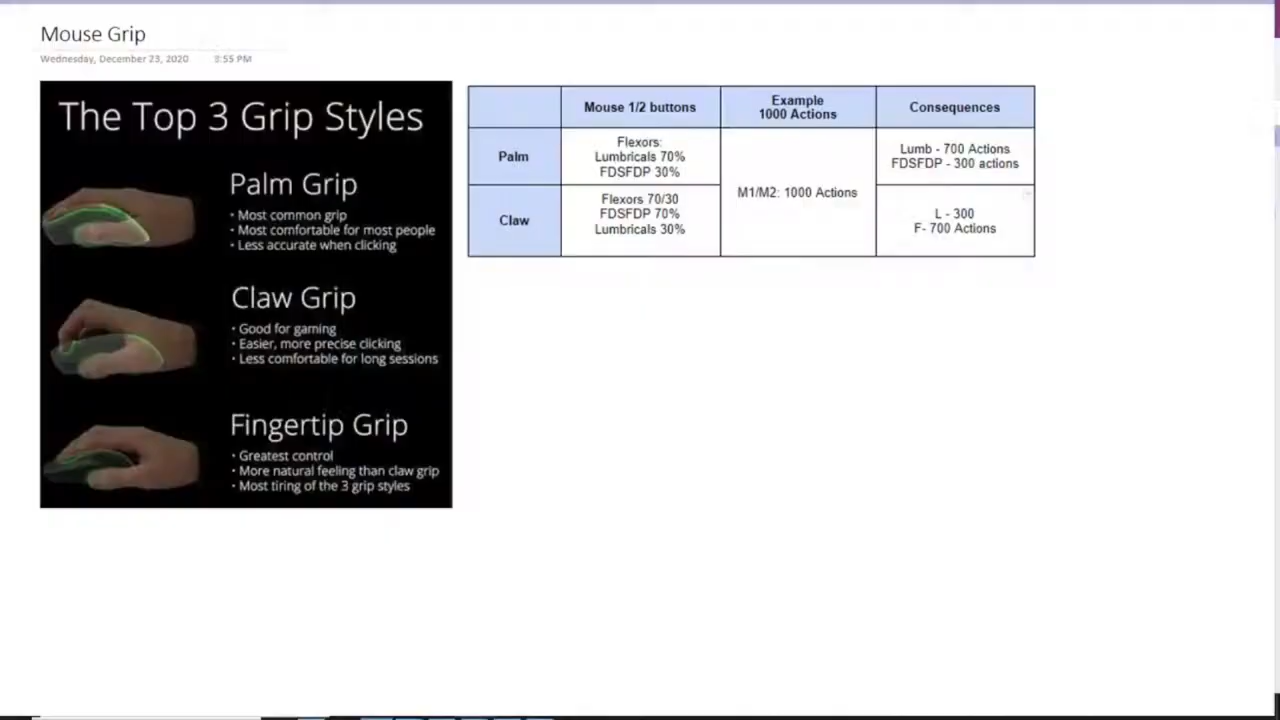 Mouse Grip
Wednesday, December 23, 2020 8:55 PM
The Top 3 Grip Styles
Palm Grip
• Most common grip
• Most comfortable for most people
• Less accurate when clicking
Claw Grip
• Good for gaming
• Easier, more precise clicking
• Less comfortable for long sessions
Fingertip Grip
• Greatest control
• More natural feeling than claw grip
• Most tiring of the 3 grip styles
Mouse 1/2 buttons
Example
1000 Actions
Consequences
Palm
Flexors:
Lumbricals 70%
FDSFDP 30%
M1/M2: 1000 Actions
Lumb - 700 Actions
FDSFDP - 300 actions
Claw
Flexors 70/30
FDSFDP 70%
Lumbricals 30%
L - 300
F- 700 Actions